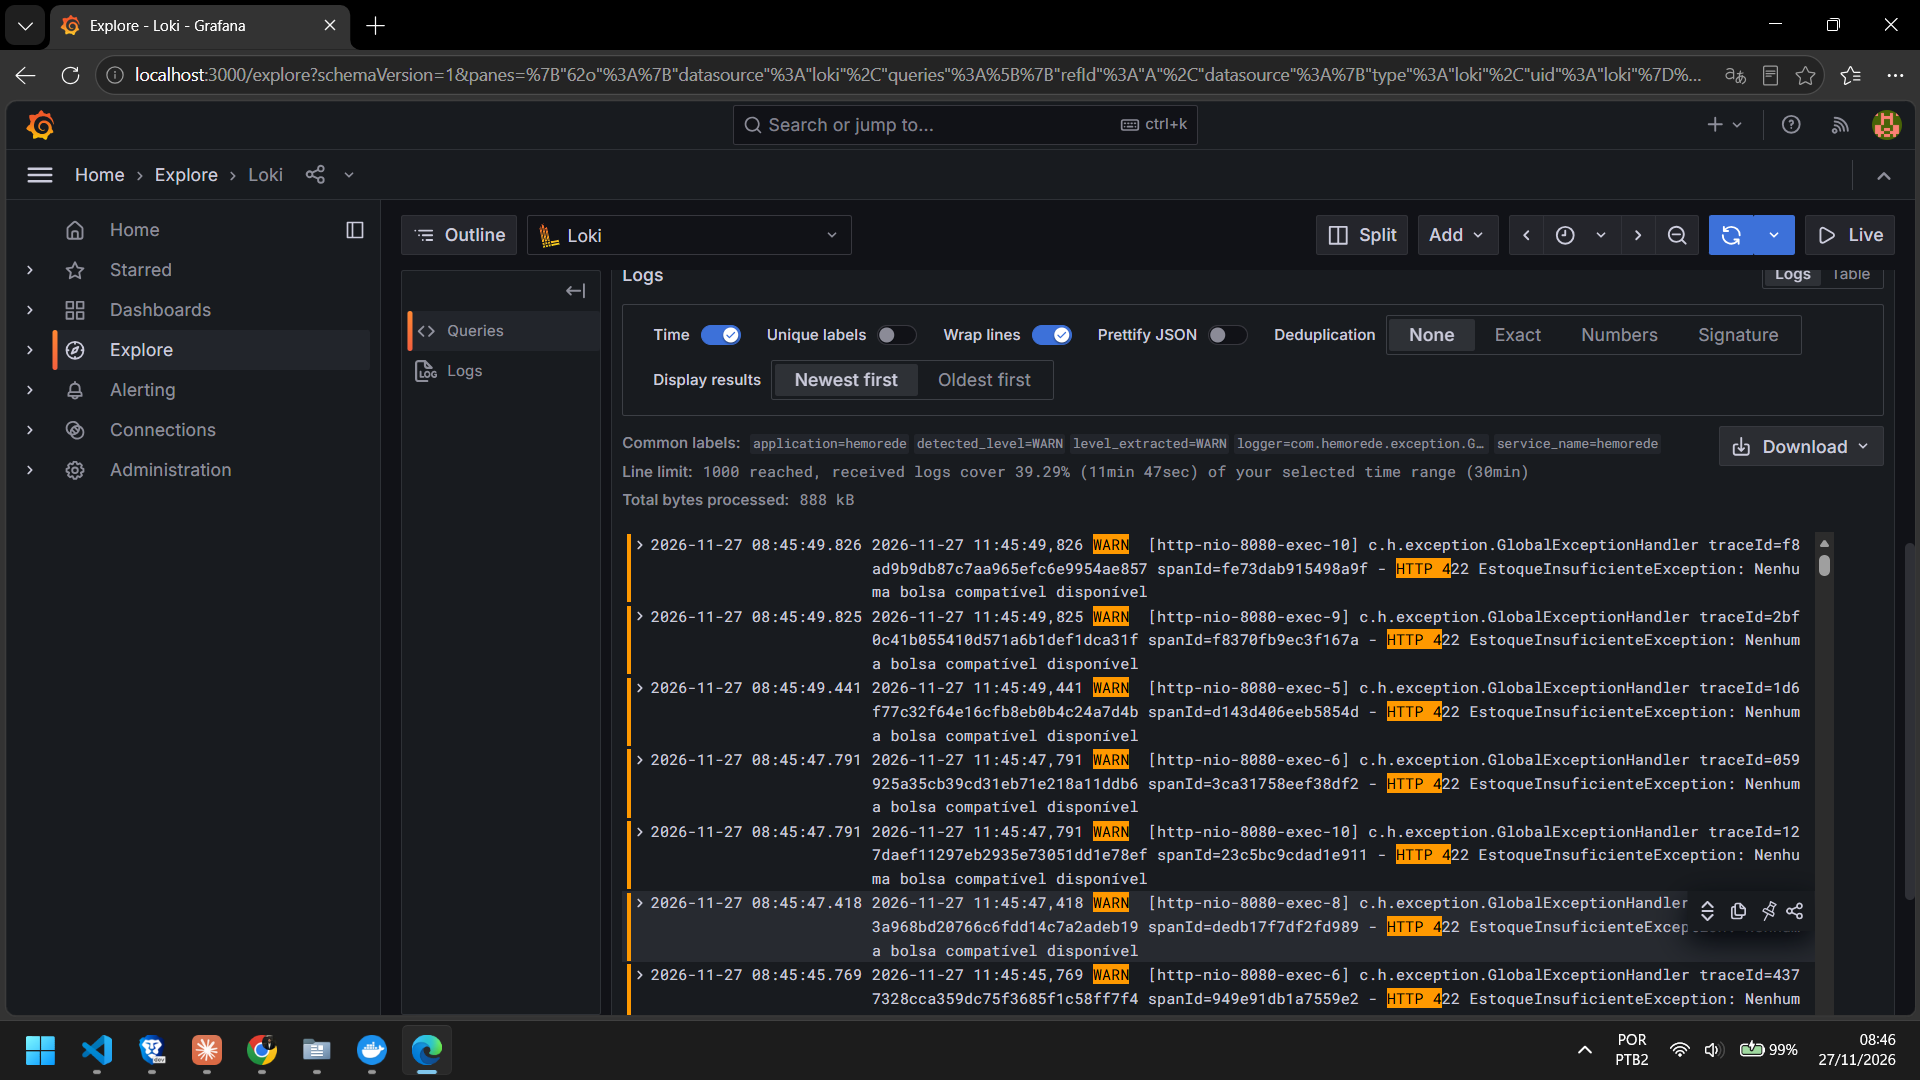 Explore - Loki - Grafana
localhost:3000/explore?schemaVersion=1&panes=%7B"62o"%3A%7B"datasource"%3A"loki"%2C"queries"%3A%5B%7B"refId"%3A"A"%2C"datasource"%3A%7B"type"%3A"loki"%2C"uid"%3A"loki"%7D%...
Search or jump to...
ctrl+k
Home › Explore › Loki
Home
Starred
Dashboards
Explore
Alerting
Connections
Administration
Outline
Loki
Split
Add
Live
Queries
Logs
Logs
Logs
Table
Time
Unique labels
Wrap lines
Prettify JSON
Deduplication
None
Exact
Numbers
Signature
Display results
Newest first
Oldest first
Common labels: application=hemorede detected_level=WARN level_extracted=WARN logger=com.hemorede.exception.G… service_name=hemorede
Download
Line limit: 1000 reached, received logs cover 39.29% (11min 47sec) of your selected time range (30min)
Total bytes processed: 888 kB
2026-11-27 08:45:49.826 2026-11-27 11:45:49,826 WARN [http-nio-8080-exec-10] c.h.exception.GlobalExceptionHandler traceId=f8
ad9b9db87c7aa965efc6e9954ae857 spanId=fe73dab915498a9f - HTTP 422 EstoqueInsuficienteException: Nenhu
ma bolsa compatível disponível
2026-11-27 08:45:49.825 2026-11-27 11:45:49,825 WARN [http-nio-8080-exec-9] c.h.exception.GlobalExceptionHandler traceId=2bf
0c41b055410d571a6b1def1dca31f spanId=f8370fb9ec3f167a - HTTP 422 EstoqueInsuficienteException: Nenhum
a bolsa compatível disponível
2026-11-27 08:45:49.441 2026-11-27 11:45:49,441 WARN [http-nio-8080-exec-5] c.h.exception.GlobalExceptionHandler traceId=1d6
f77c32f64e16cfb8eb0b4c24a7d4b spanId=d143d406eeb5854d - HTTP 422 EstoqueInsuficienteException: Nenhum
a bolsa compatível disponível
2026-11-27 08:45:47.791 2026-11-27 11:45:47,791 WARN [http-nio-8080-exec-6] c.h.exception.GlobalExceptionHandler traceId=059
925a35cb39cd31eb71e218a11ddb6 spanId=3ca31758eef38df2 - HTTP 422 EstoqueInsuficienteException: Nenhum
a bolsa compatível disponível
2026-11-27 08:45:47.791 2026-11-27 11:45:47,791 WARN [http-nio-8080-exec-10] c.h.exception.GlobalExceptionHandler traceId=12
7daef11297eb2935e73051dd1e78ef spanId=23c5bc9cdad1e911 - HTTP 422 EstoqueInsuficienteException: Nenhu
ma bolsa compatível disponível
2026-11-27 08:45:47.418 2026-11-27 11:45:47,418 WARN [http-nio-8080-exec-8] c.h.exception.GlobalExceptionHandler
3a968bd20766c6fdd14c7a2adeb19 spanId=dedb17f7df2fd989 - HTTP 422 EstoqueInsuficienteExcep
a bolsa compatível disponível
2026-11-27 08:45:45.769 2026-11-27 11:45:45,769 WARN [http-nio-8080-exec-6] c.h.exception.GlobalExceptionHandler traceId=437
7328cca359dc75f3685f1c58ff7f4 spanId=949e91db1a7559e2 - HTTP 422 EstoqueInsuficienteException: Nenhum
POR
PTB2
99%
08:46
27/11/2026